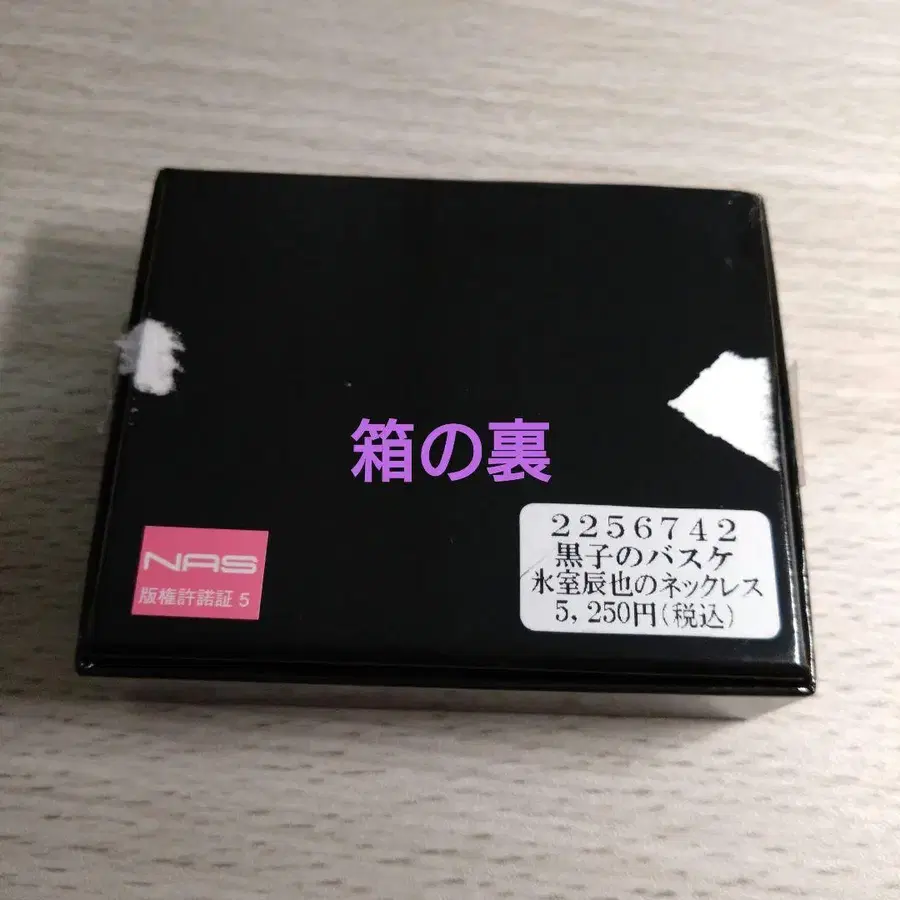 箱の裏
NAS
版権許諾証 5
2256742
黒子のバスケ
氷室辰也のネックレス
5,250円(税込)